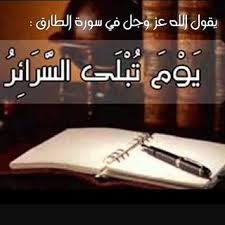 يقول الله عز وجل في سورة الطارق :
يَوْمَ تُبْلَى السَّرَائِرُ